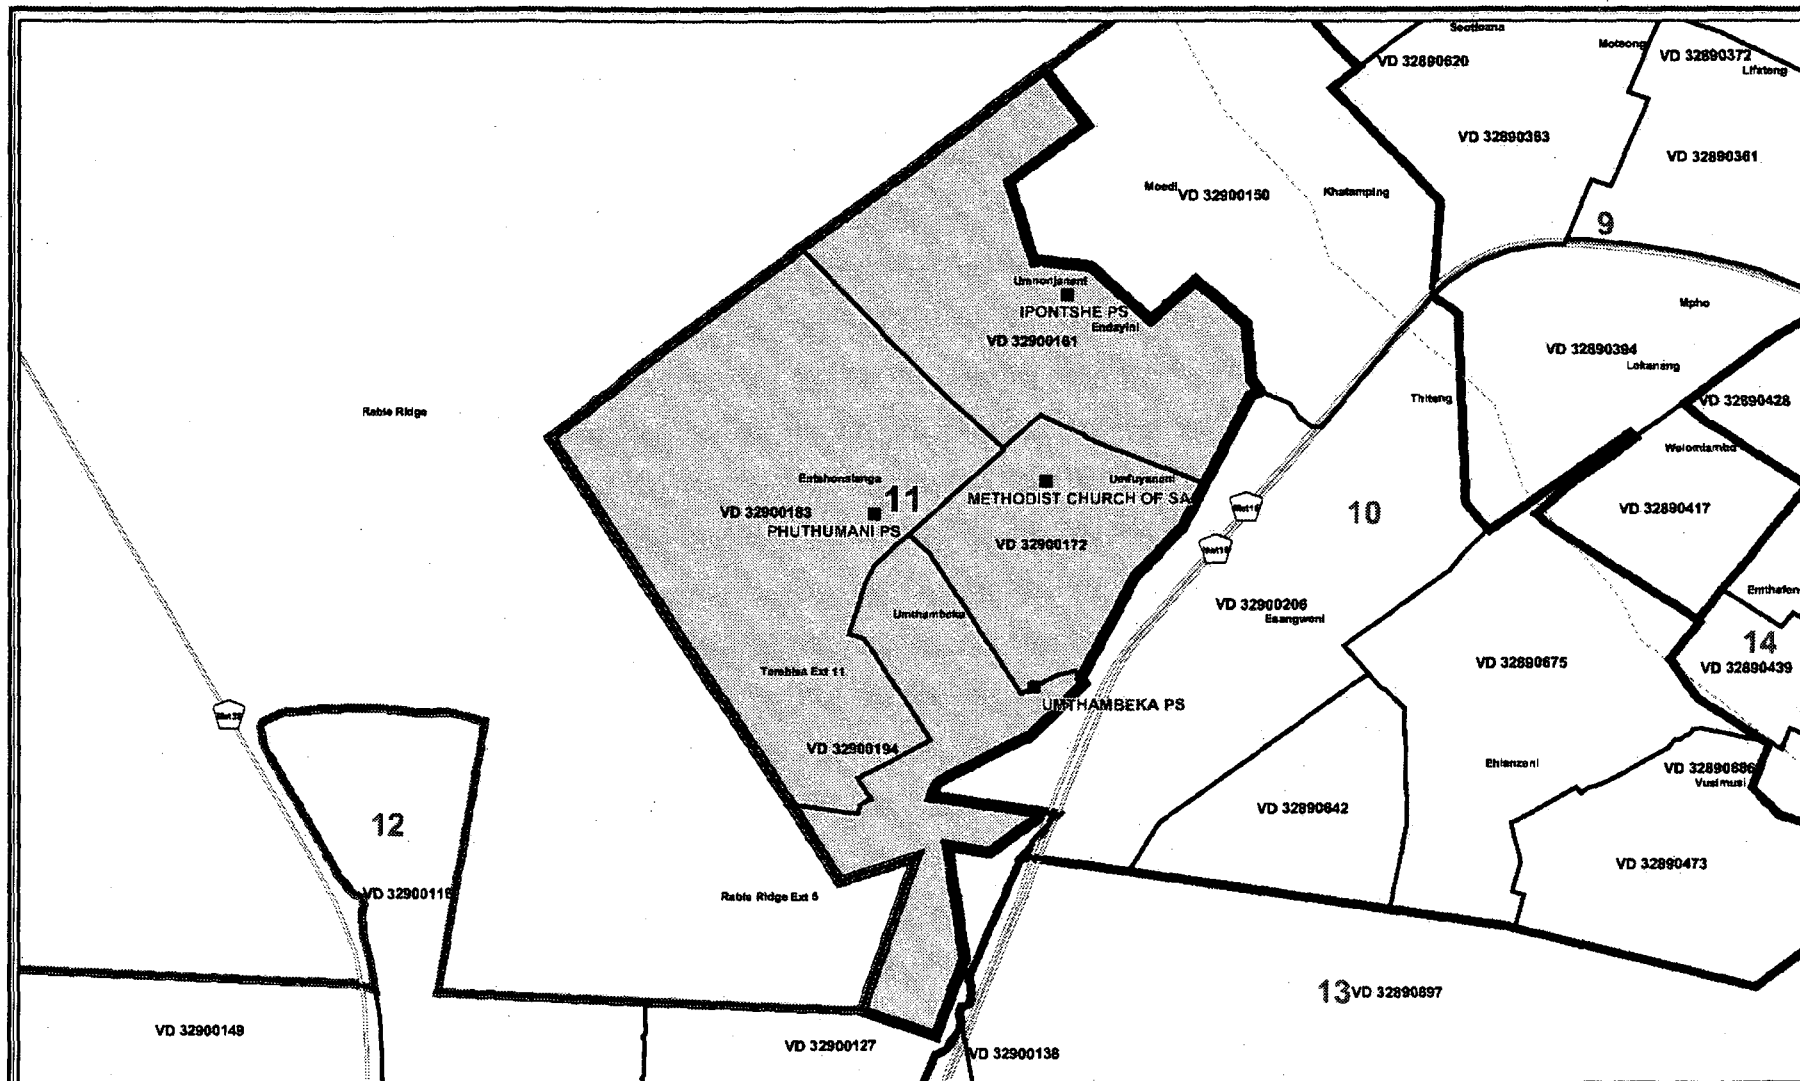 Seotloana
Moteong
VD 32890372
VD 32890620
Lifateng
VD 32890383
VD 32890361
Moedi
VD 32900150
Khatamping
9
Umnonjaneni
IPONTSHE PS
Endayini
VD 32900161
Mpho
VD 32890394
Lekaneng
Rabie Ridge
Thiteng
VD 32890428
Welomlambo
Entshonalanga
11
Umfuyaneni
METHODIST CHURCH OF SA
VD 32900183
PHUTHUMANI PS
10
VD 32890417
VD 32900172
VD 32900206
Esangweni
Umthambeka
14
VD 32890439
VD 32890675
Tembisa Ext 11
UMTHAMBEKA PS
VD 32900194
Ehlanzeni
VD 32890686
Vusimusi
VD 32890642
12
VD 32890473
VD 32900116
Rabie Ridge Ext 5
13
VD 32890897
VD 32900149
VD 32900127
VD 32900138